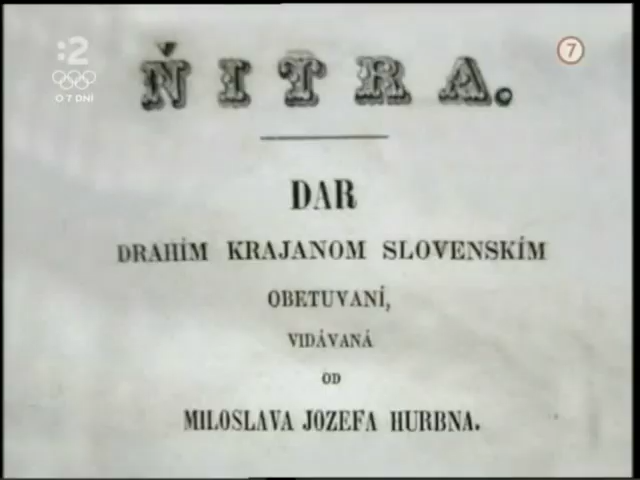 :2
O 7 DNÍ
7
ŇITRA.
DAR
DRAHÍM KRAJANOM SLOVENSKÍM
OBETUVANÍ,
VIDÁVANÁ
OD
MILOSLAVA JOZEFA HURBNA.